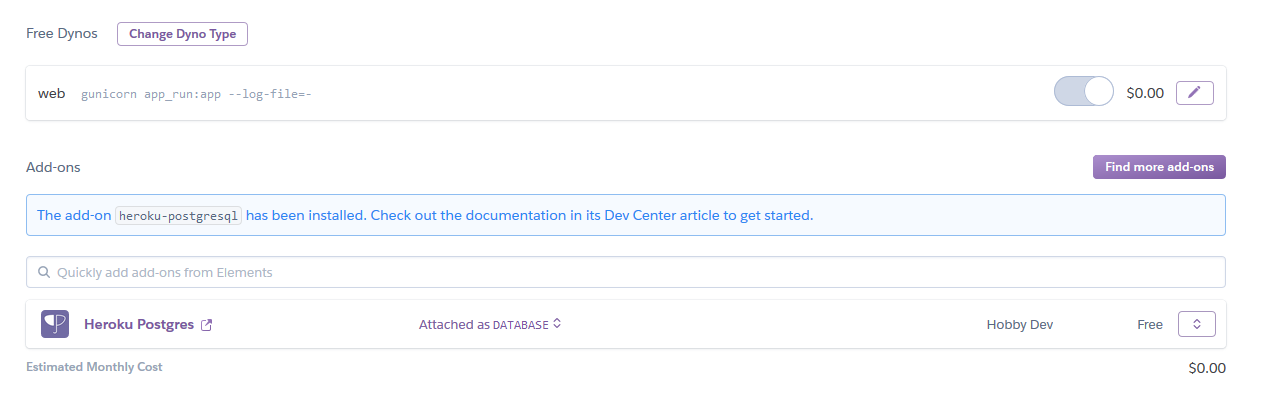 Free Dynos Change Dyno Type
web gunicorn app_run:app --log-file=- $0.00
Add-ons Find more add-ons
The add-on heroku-postgresql has been installed. Check out the documentation in its Dev Center article to get started.
Quickly add add-ons from Elements
Heroku Postgres Attached as DATABASE Hobby Dev Free
Estimated Monthly Cost $0.00